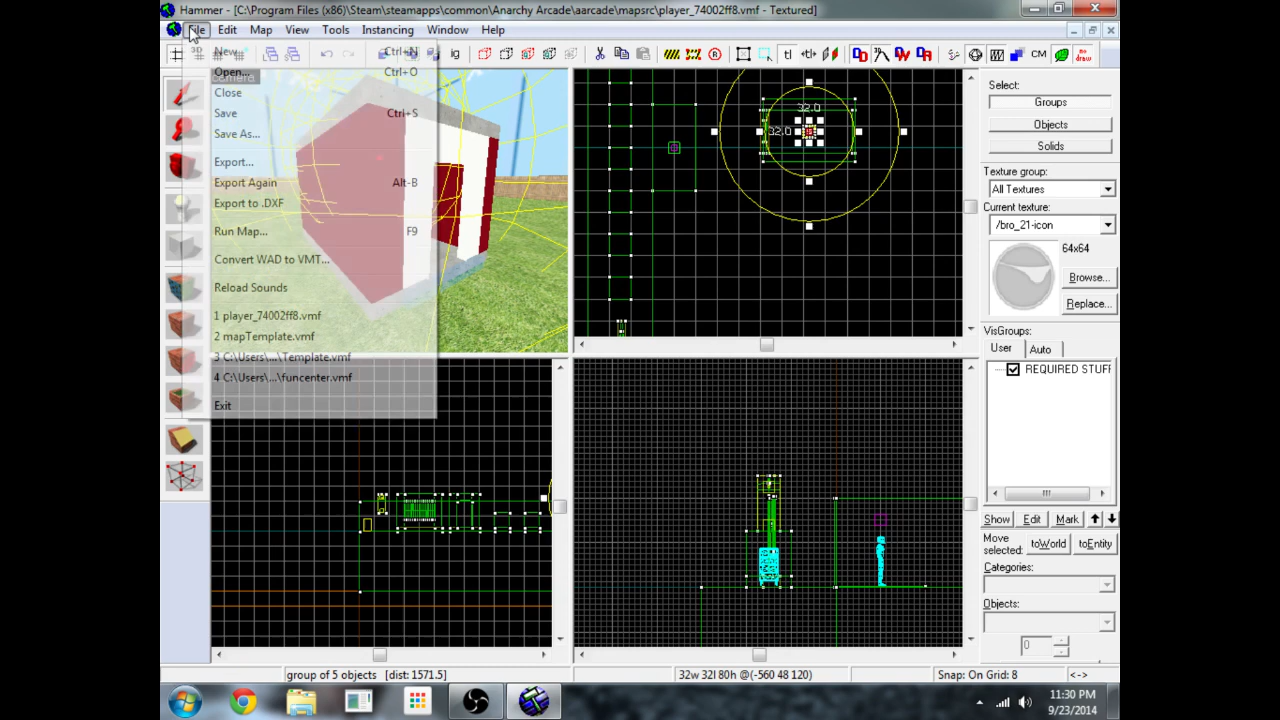 Hammer - [C:\Program Files (x86)\Steam\steamapps\common\Anarchy Arcade\aarcade\mapsrc\player_74002ff8.vmf - Textured]
File Edit Map View Tools Instancing Window Help
New... Ctrl+N
Open... Ctrl+O
camera
Close
Save Ctrl+S
Save As...
Export...
Export Again Alt-B
Export to .DXF
Run Map... F9
Convert WAD to VMT...
Reload Sounds
1 player_74002ff8.vmf
2 mapTemplate.vmf
3 C:\Users\...\Template.vmf
4 C:\Users\...\funcenter.vmf
Exit
ig
tl
CM
32.0
32.0
Select:
Groups
Objects
Solids
Texture group:
All Textures
Current texture:
/bro_21-icon
64x64
Browse...
Replace...
VisGroups:
User Auto
REQUIRED STUFF
Show Edit Mark
Move selected:
toWorld toEntity
Categories:
Objects:
0
group of 5 objects [dist: 1571.5] 32w 32l 80h @(-560 48 120) Snap: On Grid: 8 <->
11:30 PM
9/23/2014